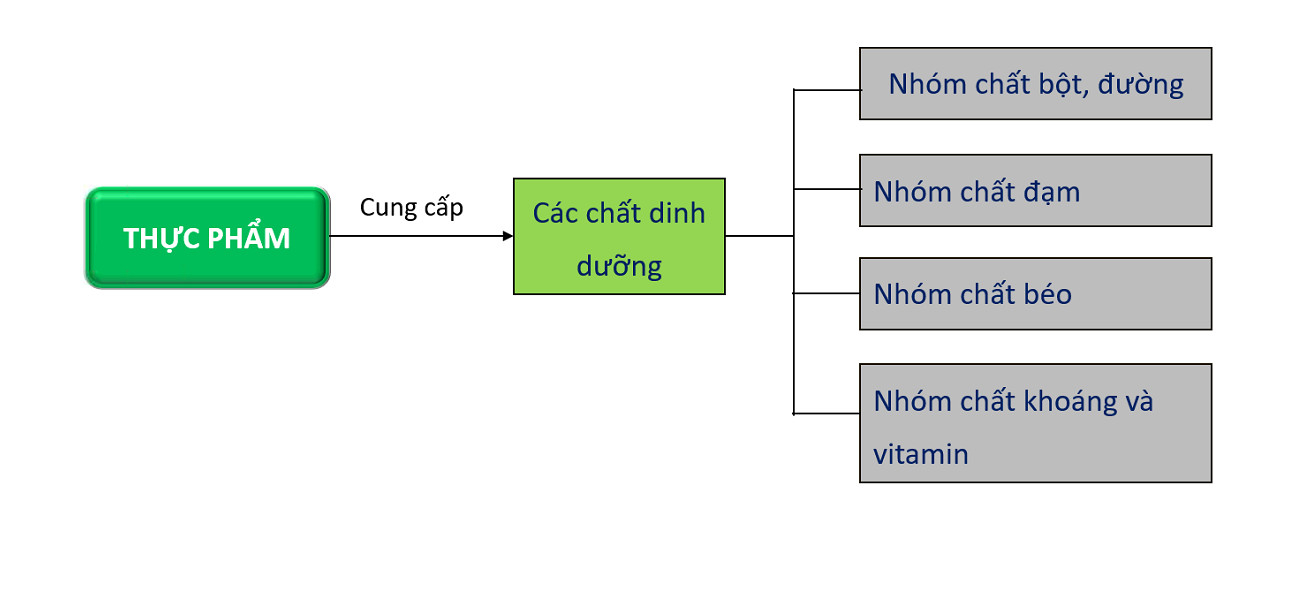 THỰC PHẨM
Cung cấp
Các chất dinh
dưỡng
Nhóm chất bột, đường
Nhóm chất đạm
Nhóm chất béo
Nhóm chất khoáng và
vitamin